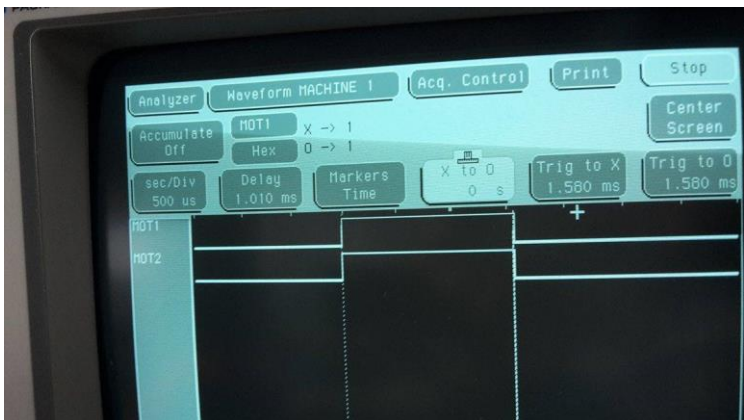 Analyzer Waveform MACHINE 1 Acq. Control Print Stop
Accumulate Off MOT1 X -> 1 Center Screen
Hex O -> 1
sec/Div 500 us Delay 1.010 ms Markers Time X to O 0 s Trig to X 1.580 ms Trig to O 1.580 ms
MOT1
MOT2